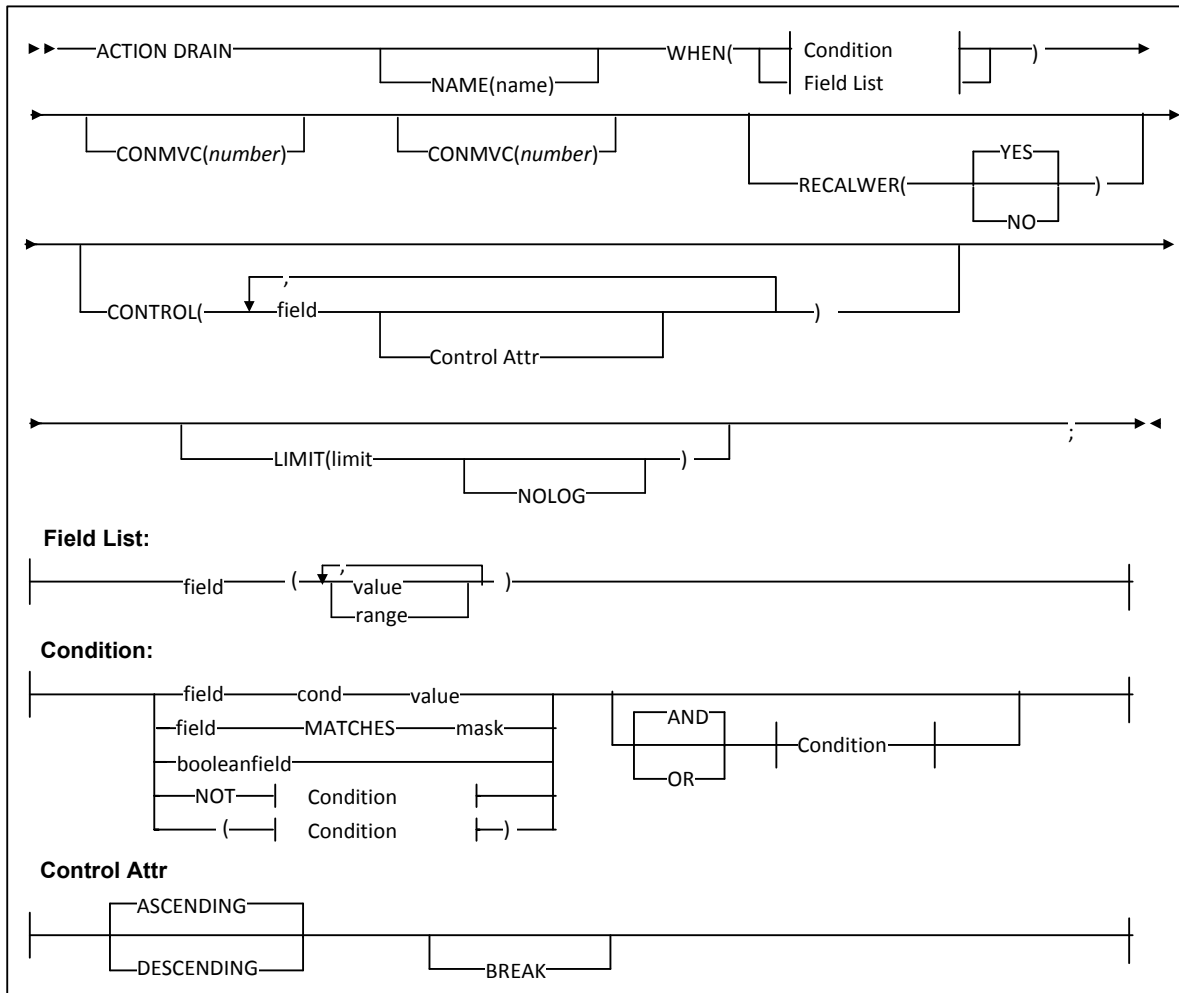 ACTION DRAIN NAME(name) WHEN( Condition )
Field List
CONMVC(number) CONMVC(number) RECALWER( YES )
NO
,
CONTROL( field )
Control Attr
LIMIT(limit ) ;
NOLOG
Field List:
,
field ( value )
range
Condition:
field cond value
field MATCHES mask
booleanfield
NOT Condition
( Condition )
AND
OR
Condition
Control Attr
ASCENDING
DESCENDING
BREAK